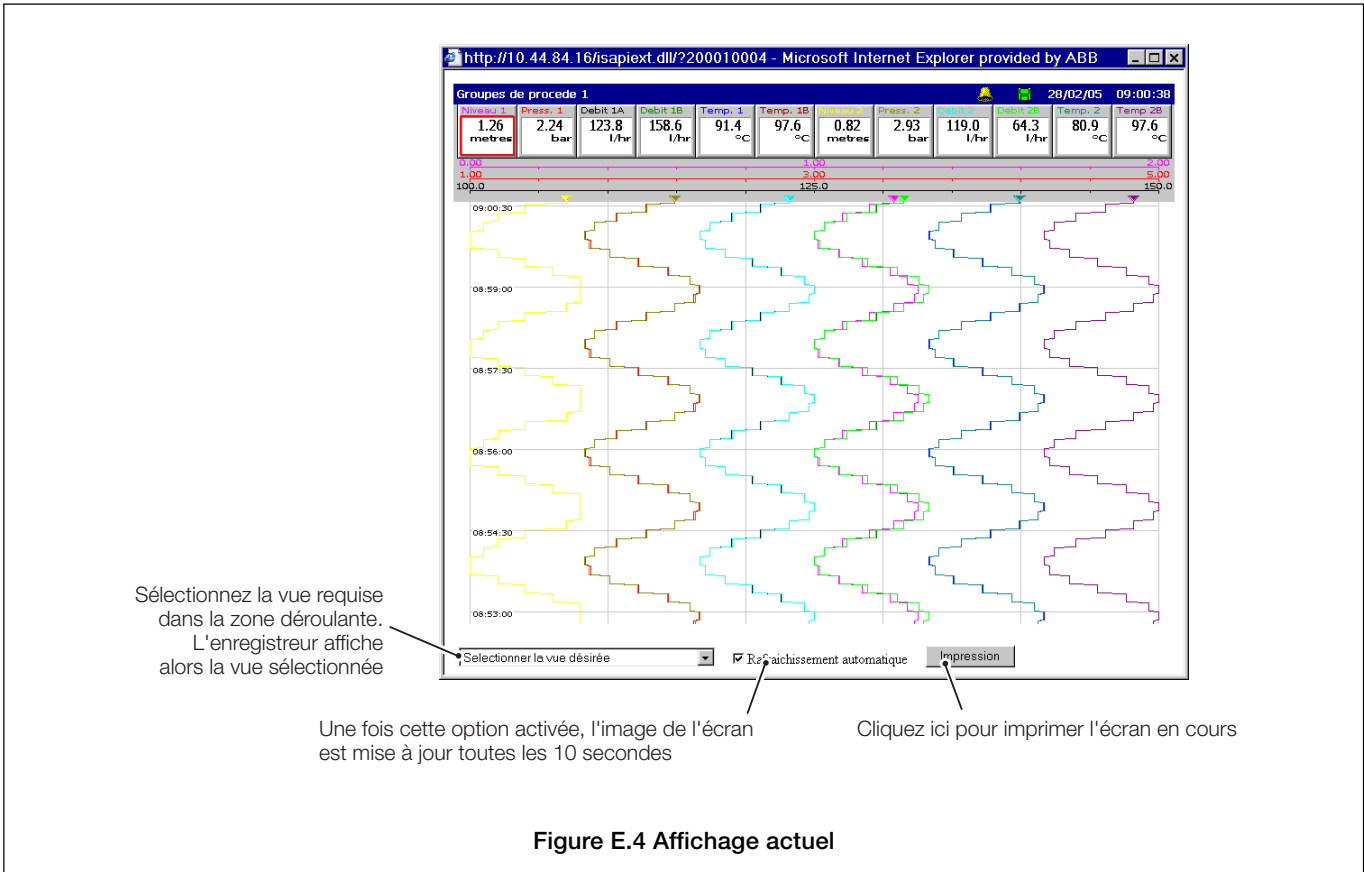 http://10.44.84.16/isapiext.dll/?200010004 - Microsoft Internet Explorer provided by ABB
Groupes de procede 1 28/02/05 09:00:38
Niveau 1 Press. 1 Debit 1A Debit 1B Temp. 1 Temp. 1B Niveau 2 Press. 2 Debit 2 Debit 2B Temp. 2 Temp 2B
1.26 2.24 123.8 158.6 91.4 97.6 0.82 2.93 119.0 64.3 80.9 97.6
metres bar l/hr l/hr °C °C metres bar l/hr l/hr °C °C
0.00 1.00 2.00
1.00 3.00 5.00
100.0 125.0 150.0
09:00:30
08:59:00
08:57:30
08:56:00
08:54:30
08:53:00
Sélectionnez la vue requise
dans la zone déroulante.
L'enregistreur affiche
alors la vue sélectionnée
Selectionner la vue désirée Rafraichissement automatique Impression
Une fois cette option activée, l'image de l'écran
est mise à jour toutes les 10 secondes
Cliquez ici pour imprimer l'écran en cours
Figure E.4 Affichage actuel